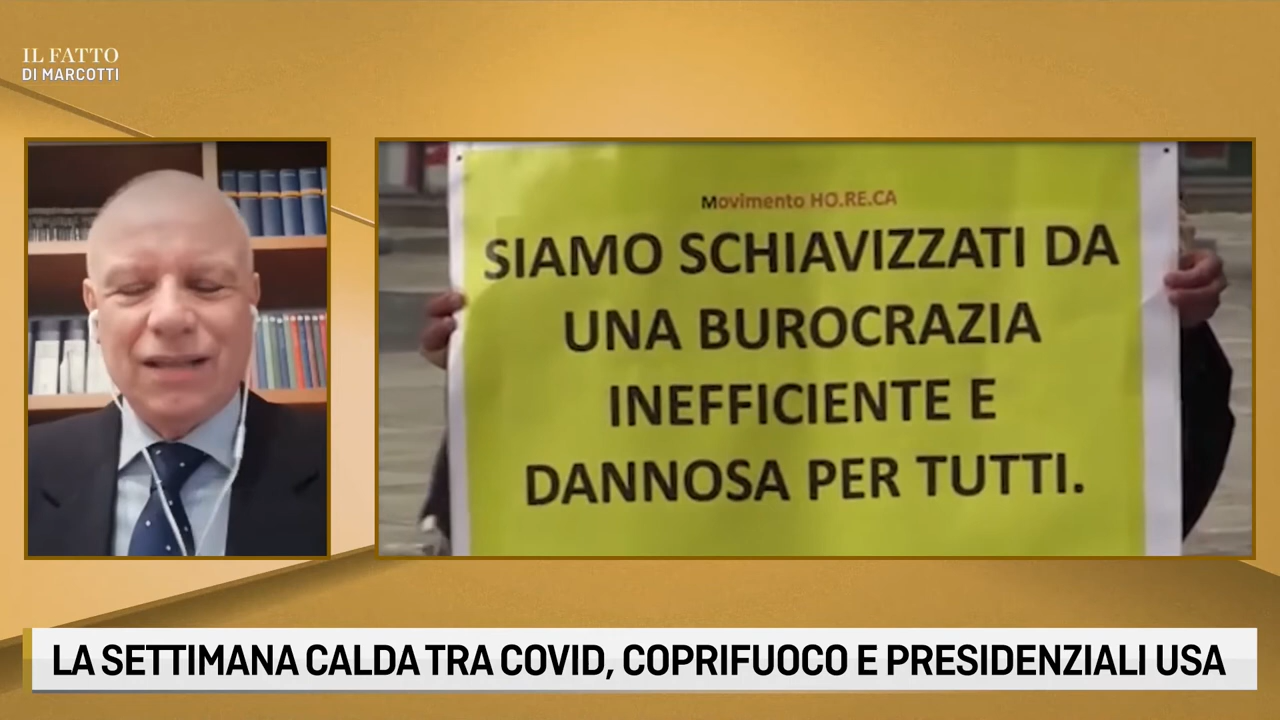 IL FATTO
DI MARCOTTI
Movimento HO.RE.CA
SIAMO SCHIAVIZZATI DA
UNA BUROCRAZIA
INEFFICIENTE E
DANNOSA PER TUTTI.
LA SETTIMANA CALDA TRA COVID, COPRIFUOCO E PRESIDENZIALI USA